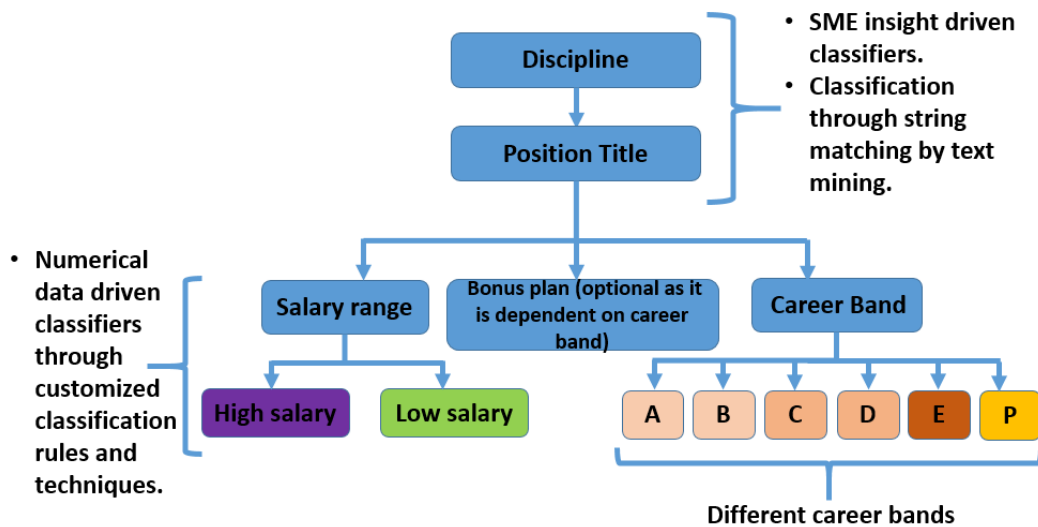 Discipline
Position Title
• SME insight driven
classifiers.
• Classification
through string
matching by text
mining.
• Numerical
data driven
classifiers
through
customized
classification
rules and
techniques.
Salary range
Bonus plan (optional as it
is dependent on career
band)
Career Band
High salary
Low salary
A
B
C
D
E
P
Different career bands